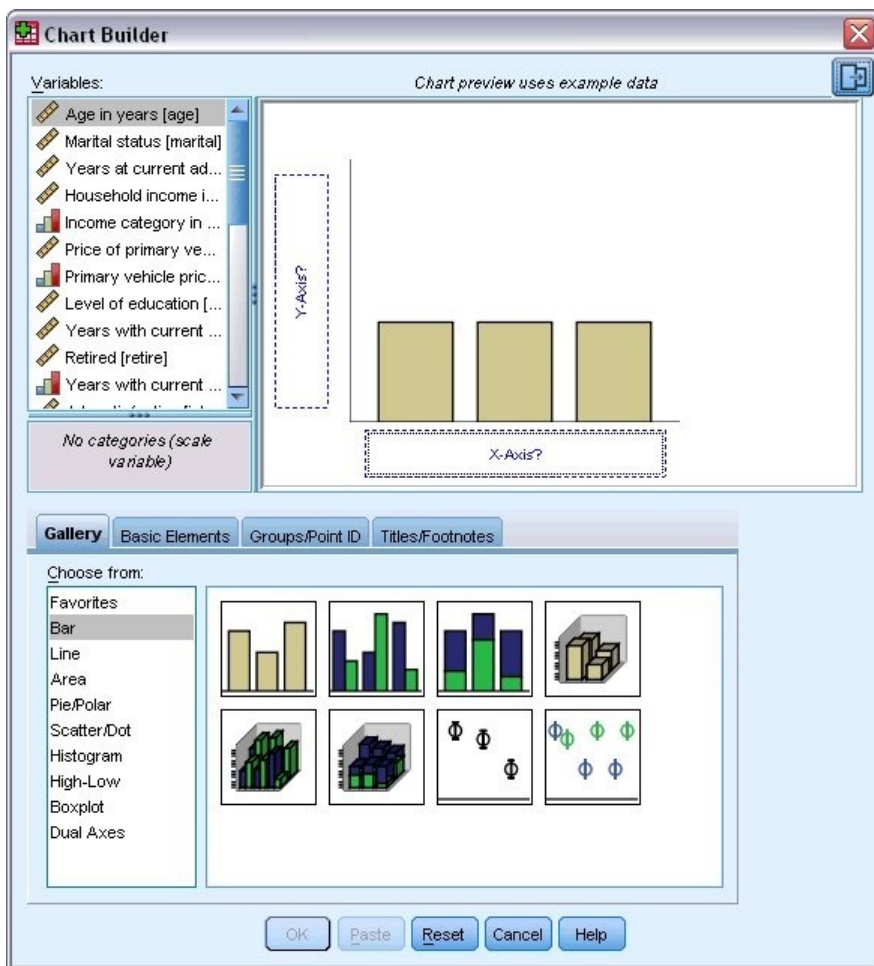 Chart Builder
Variables:
Chart preview uses example data
Age in years [age]
Marital status [marital]
Years at current ad...
Household income i...
Income category in ...
Price of primary ve...
Primary vehicle pric...
Level of education [...
Years with current ...
Retired [retire]
Years with current ...
No categories (scale
variable)
Y-Axis?
X-Axis?
Gallery
Basic Elements
Groups/Point ID
Titles/Footnotes
Choose from:
Favorites
Bar
Line
Area
Pie/Polar
Scatter/Dot
Histogram
High-Low
Boxplot
Dual Axes
OK
Paste
Reset
Cancel
Help